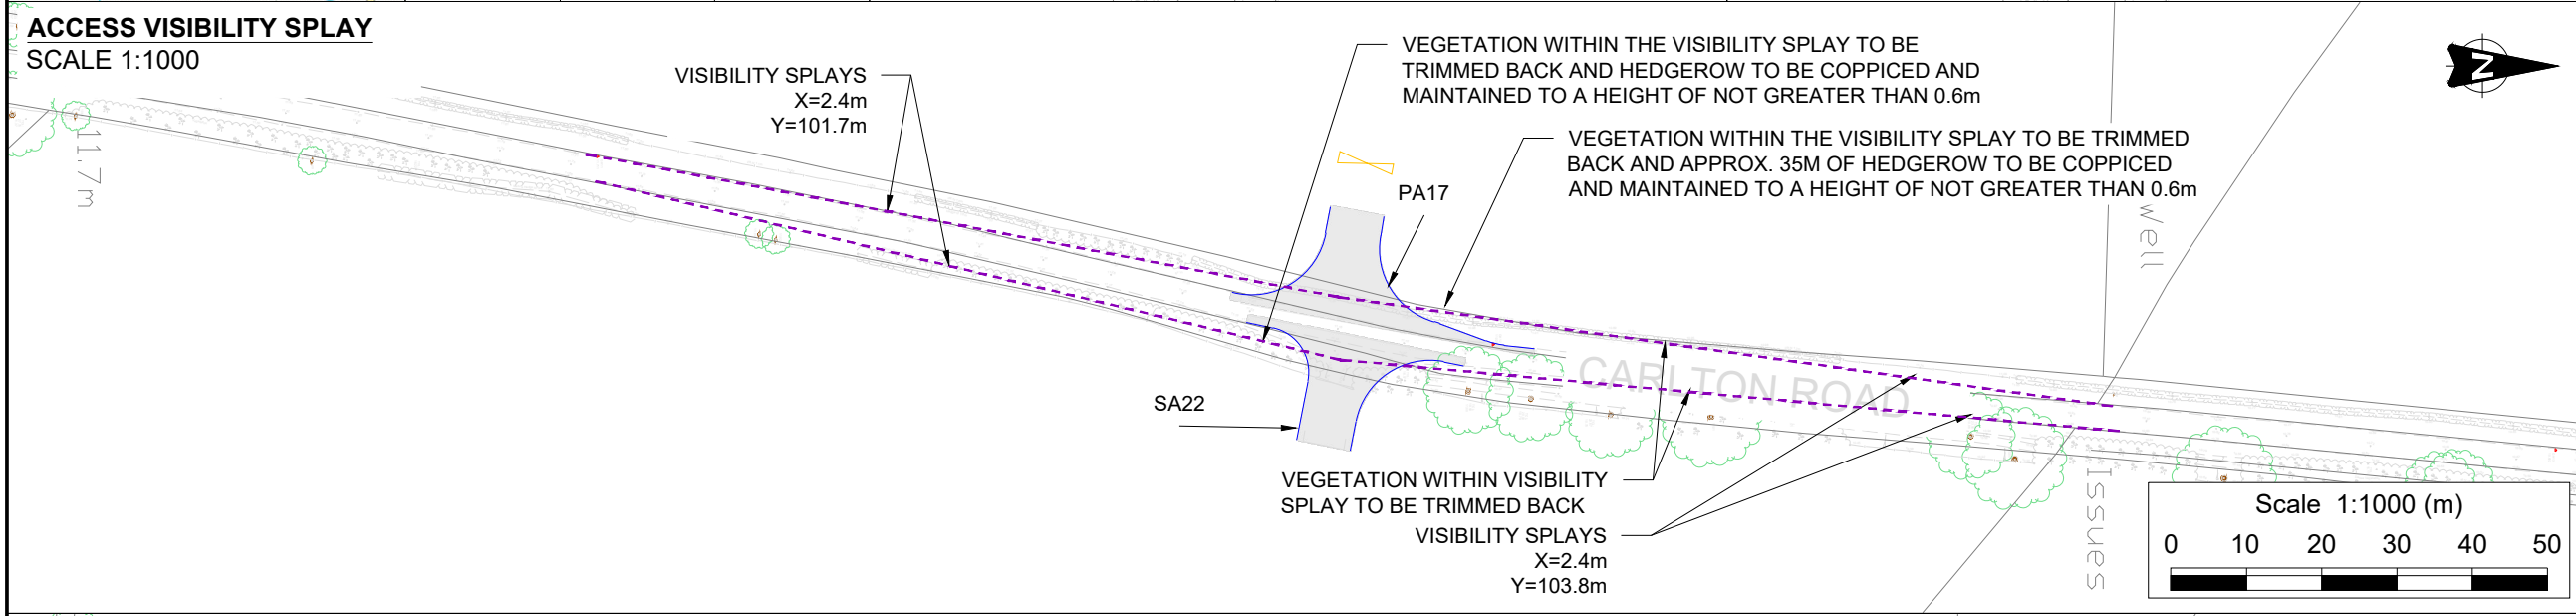 ACCESS VISIBILITY SPLAY
SCALE 1:1000
VISIBILITY SPLAYS
X=2.4m
Y=101.7m
VEGETATION WITHIN THE VISIBILITY SPLAY TO BE
TRIMMED BACK AND HEDGEROW TO BE COPPICED AND
MAINTAINED TO A HEIGHT OF NOT GREATER THAN 0.6m
VEGETATION WITHIN THE VISIBILITY SPLAY TO BE TRIMMED
BACK AND APPROX. 35M OF HEDGEROW TO BE COPPICED
AND MAINTAINED TO A HEIGHT OF NOT GREATER THAN 0.6m
N
11.7m
PA17
Well
CARLTON ROAD
SA22
VEGETATION WITHIN VISIBILITY
SPLAY TO BE TRIMMED BACK
VISIBILITY SPLAYS
X=2.4m
Y=103.8m
Issues
Scale 1:1000 (m)
0 10 20 30 40 50